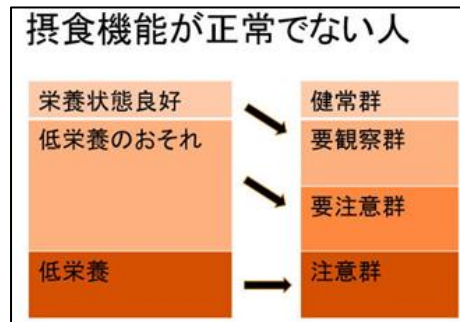 摂食機能が正常でない人
栄養状態良好
健常群
低栄養のおそれ
要観察群
要注意群
低栄養
注意群